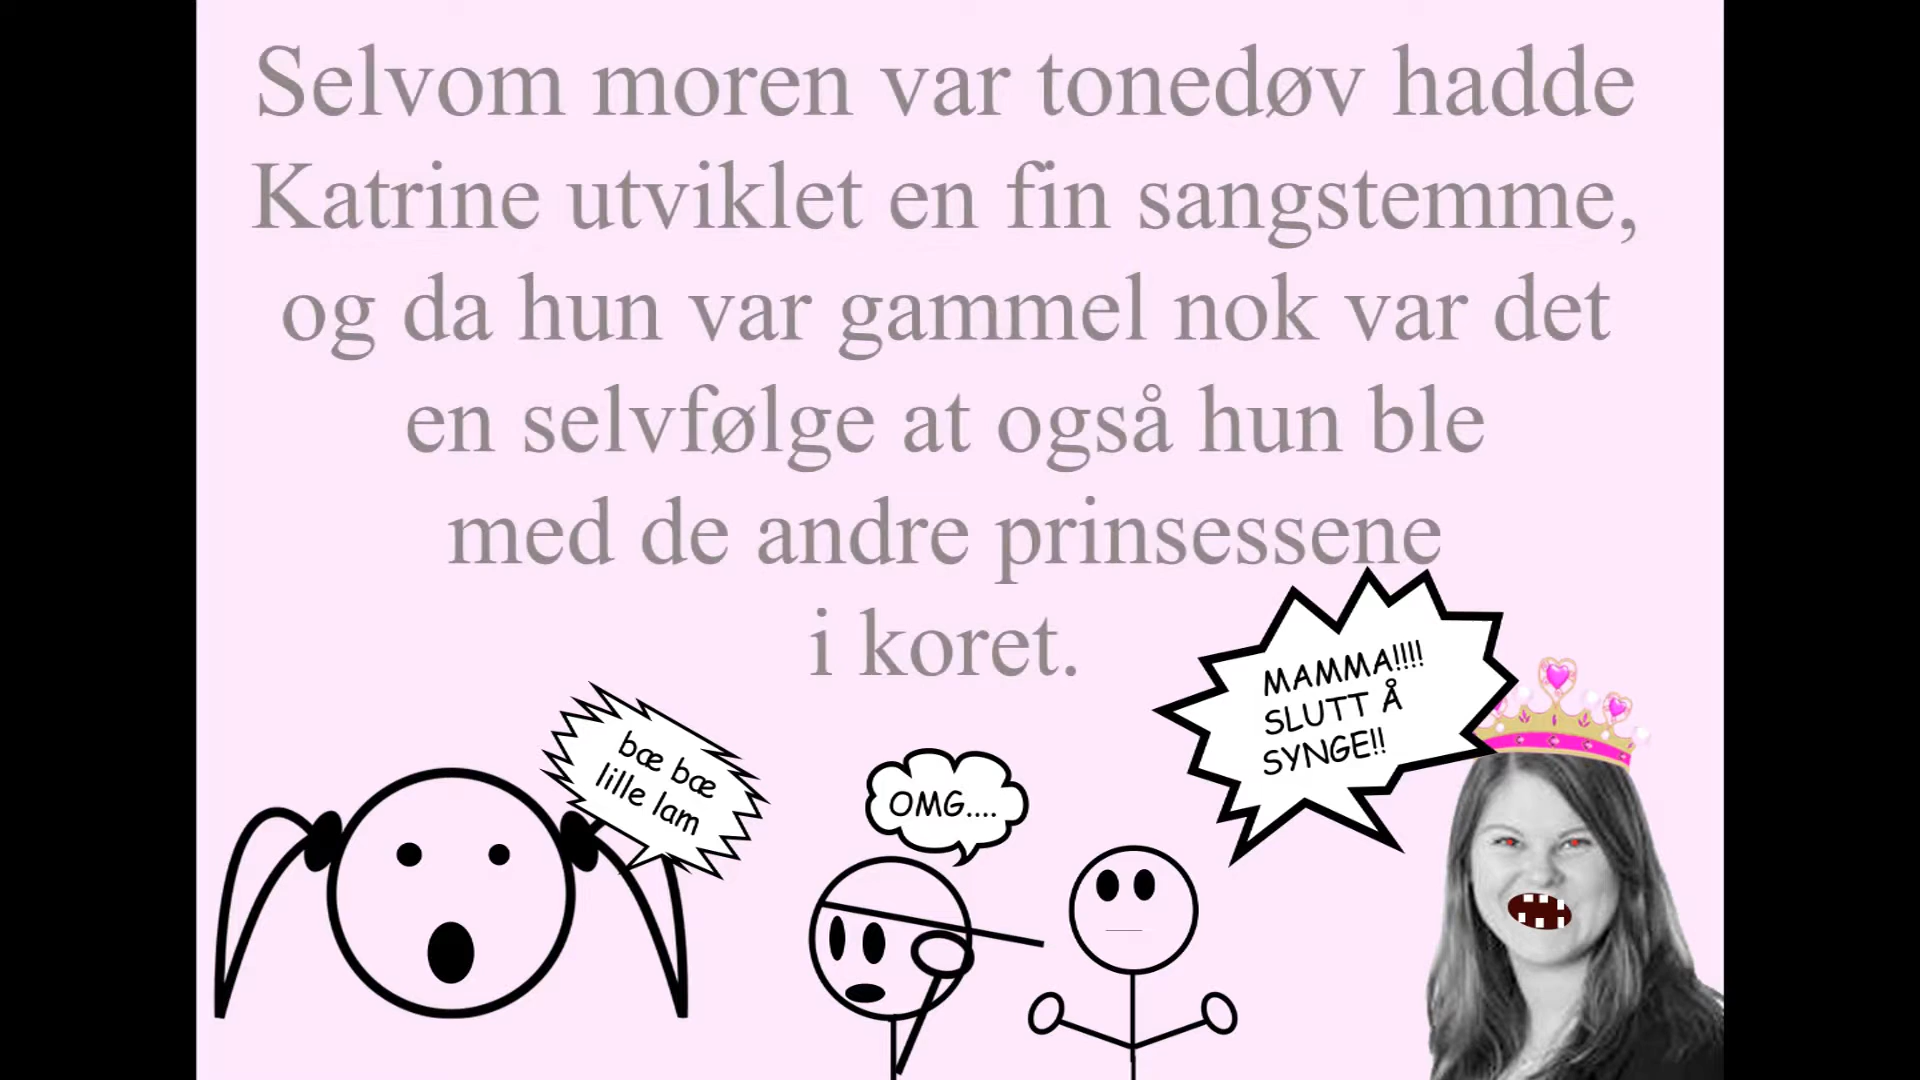 Selvom moren var tonedøv hadde
Katrine utviklet en fin sangstemme,
og da hun var gammel nok var det
en selvfølge at også hun ble
med de andre prinsessene
i koret.
MAMMA!!!!
SLUTT Å
SYNGE!!
bæ bæ
lille lam
OMG....